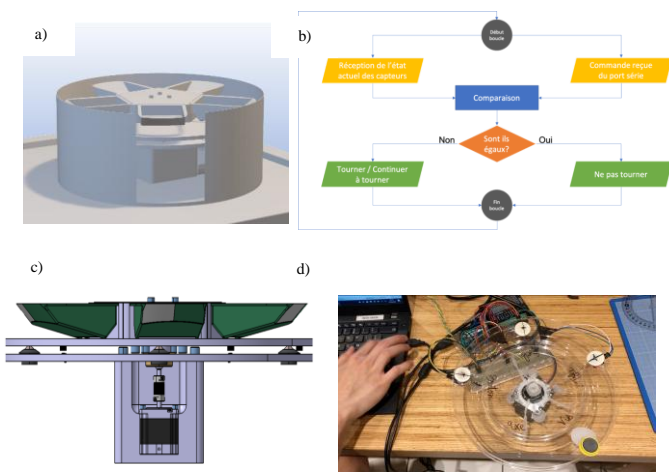 a)
b)
Début
boucle
Réception de l'état
actuel des capteurs
Commande reçue
du port série
Comparaison
Non
Sont ils
égaux?
Oui
Tourner / Continuer
à tourner
Ne pas tourner
Fin
boucle
c)
d)